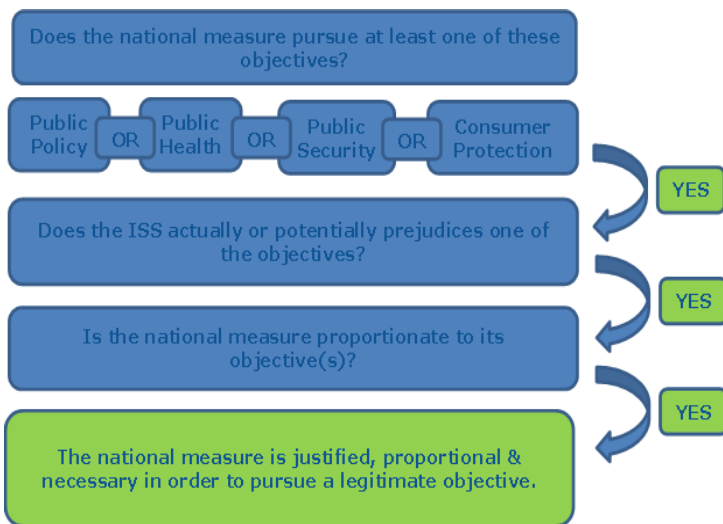 Does the national measure pursue at least one of these
objectives?
Public
Policy
OR
Public
Health
OR
Public
Security
OR
Consumer
Protection
YES
Does the ISS actually or potentially prejudices one of
the objectives?
YES
Is the national measure proportionate to its
objective(s)?
YES
The national measure is justified, proportional &
necessary in order to pursue a legitimate objective.